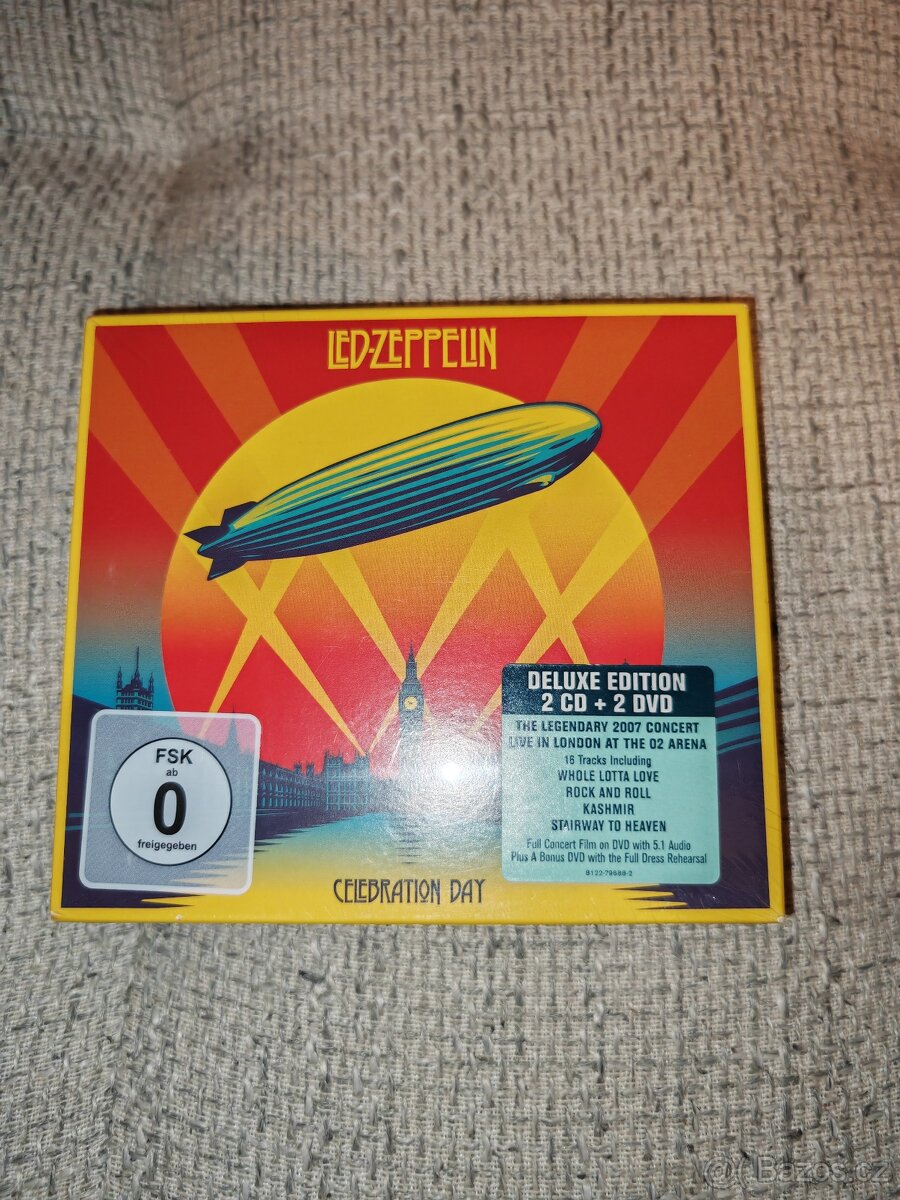 LED-ZEPPELIN
DELUXE EDITION
2 CD + 2 DVD
THE LEGENDARY 2007 CONCERT
LIVE IN LONDON AT THE O2 ARENA
16 Tracks Including
WHOLE LOTTA LOVE
ROCK AND ROLL
KASHMIR
STAIRWAY TO HEAVEN
Full Concert Film on DVD with 5.1 Audio
Plus A Bonus DVD with the Full Dress Rehearsal
8122-79688-2
FSK
ab
0
freigegeben
CELEBRATION DAY
Bazos.cz